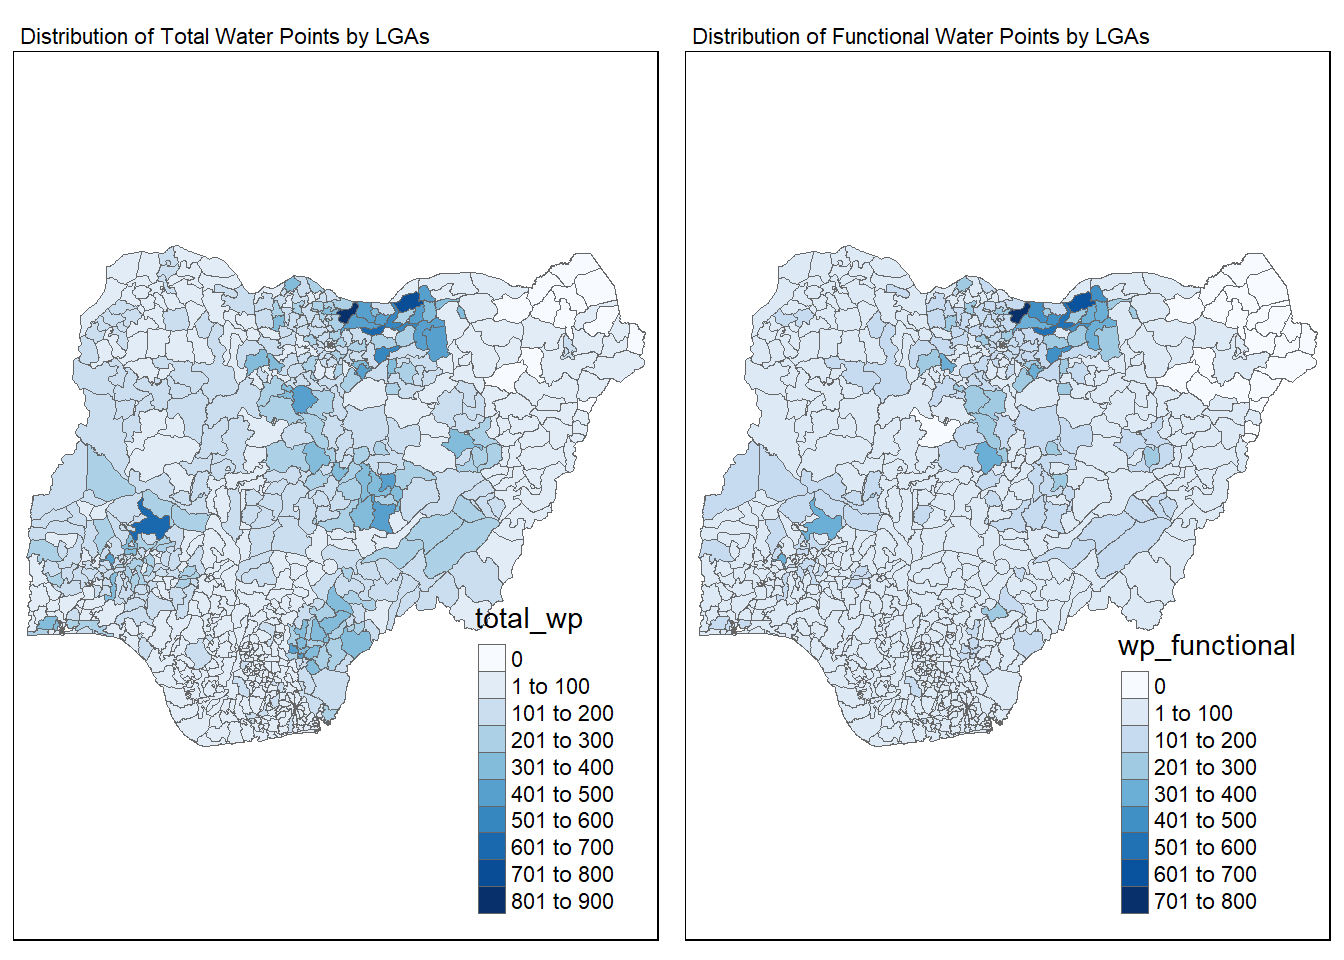 Distribution of Total Water Points by LGAs
total_wp
0
1 to 100
101 to 200
201 to 300
301 to 400
401 to 500
501 to 600
601 to 700
701 to 800
801 to 900
Distribution of Functional Water Points by LGAs
wp_functional
0
1 to 100
101 to 200
201 to 300
301 to 400
401 to 500
501 to 600
601 to 700
701 to 800